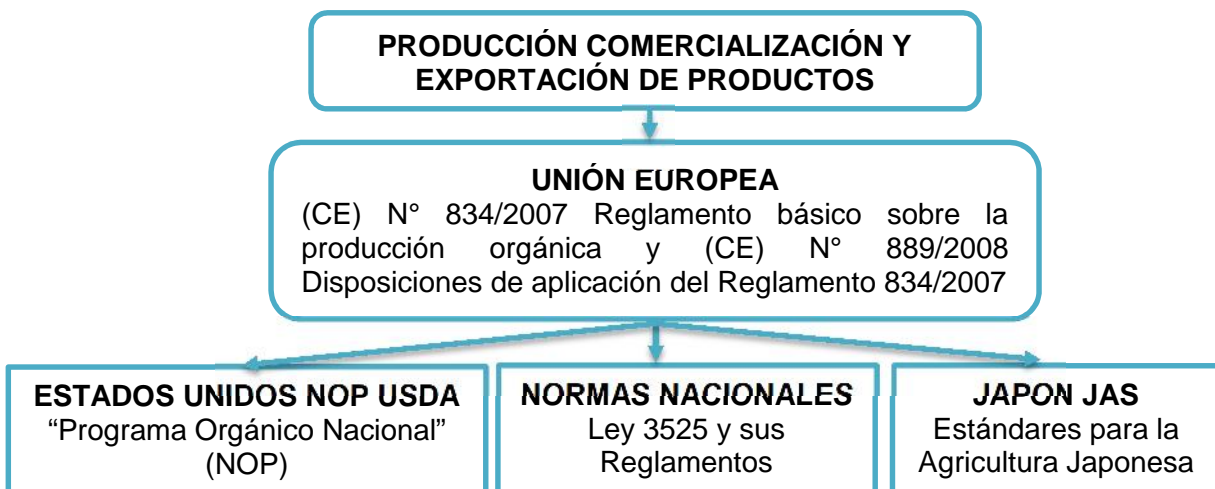 PRODUCCIÓN COMERCIALIZACIÓN Y
EXPORTACIÓN DE PRODUCTOS
UNIÓN EUROPEA
(CE) N° 834/2007 Reglamento básico sobre la
producción orgánica y (CE) N° 889/2008
Disposiciones de aplicación del Reglamento 834/2007
ESTADOS UNIDOS NOP USDA
“Programa Orgánico Nacional”
(NOP)
NORMAS NACIONALES
Ley 3525 y sus
Reglamentos
JAPON JAS
Estándares para la
Agricultura Japonesa